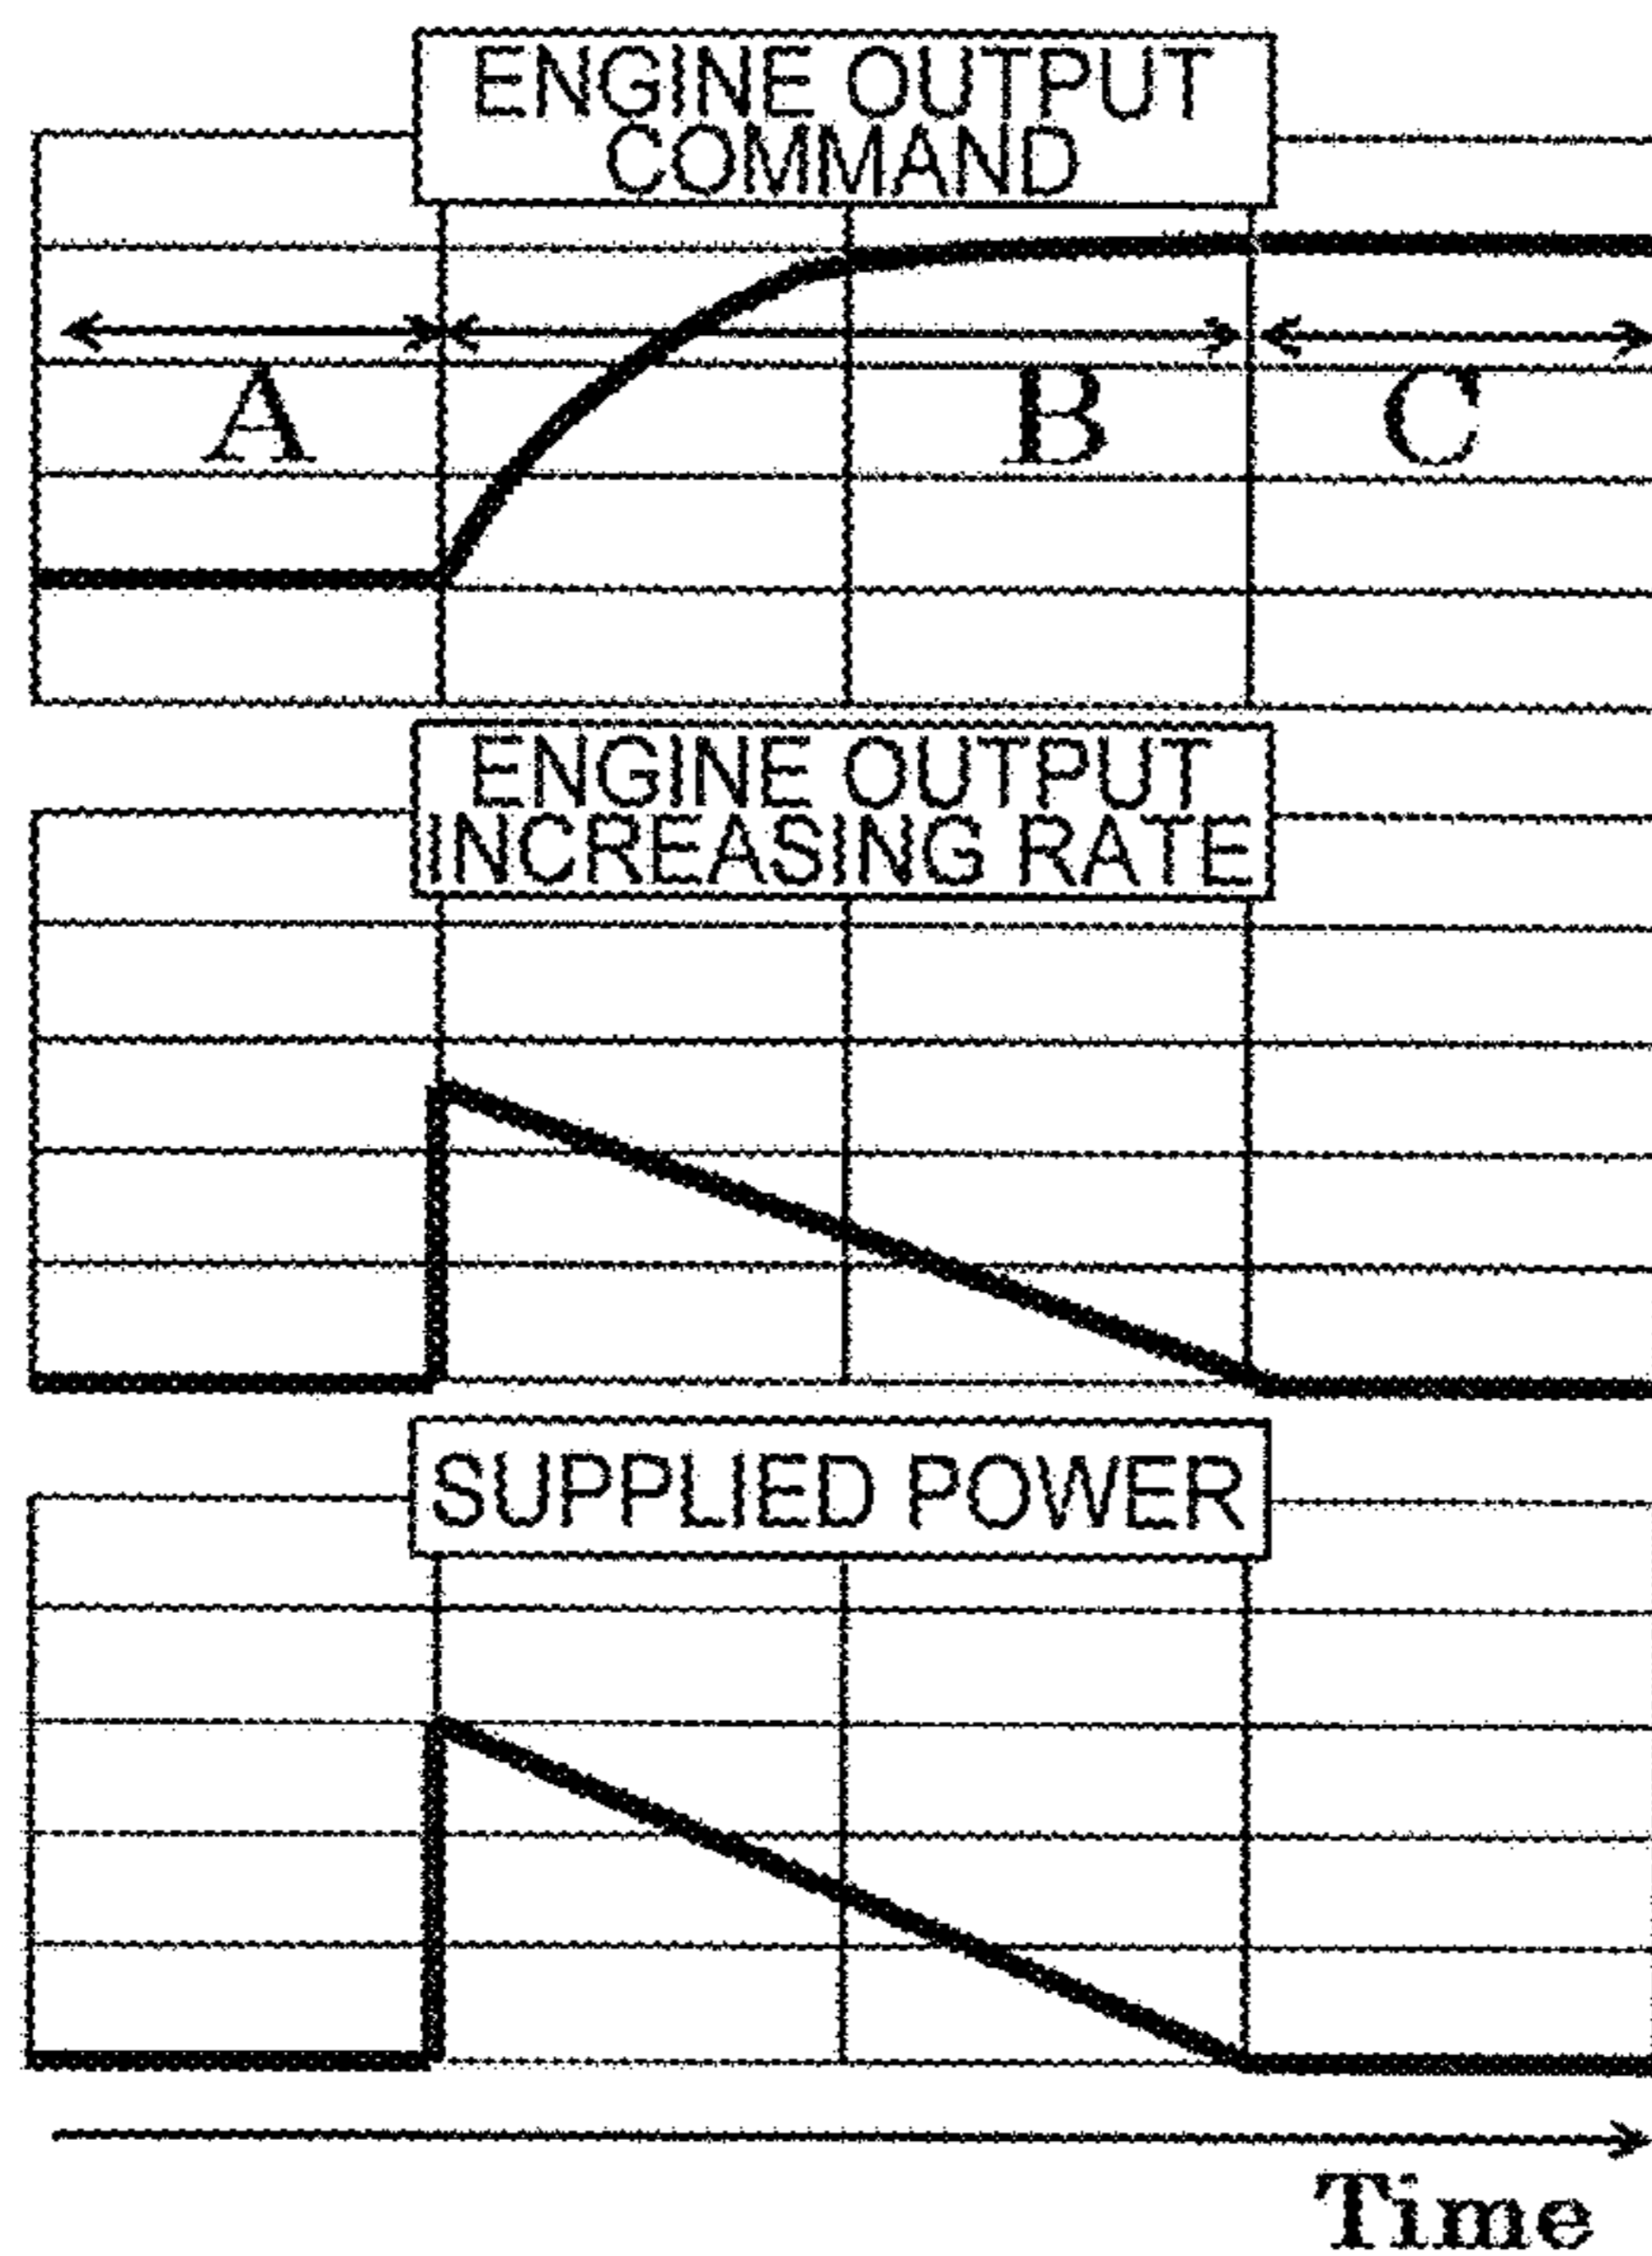 ENGINE OUTPUT
COMMAND
A
B
C
ENGINE OUTPUT
INCREASING RATE
SUPPLIED POWER
Time